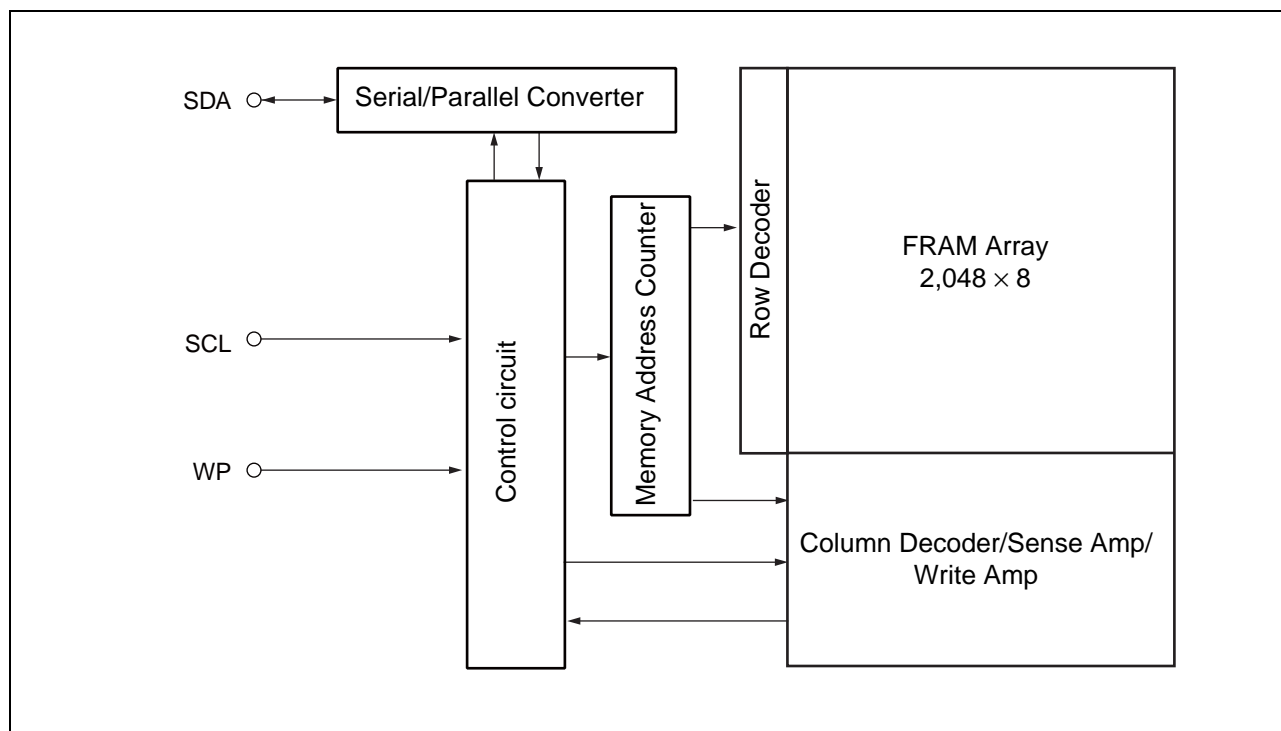 SDA
Serial/Parallel Converter
SCL
WP
Control circuit
Memory Address Counter
Row Decoder
FRAM Array
2,048 × 8
Column Decoder/Sense Amp/
Write Amp